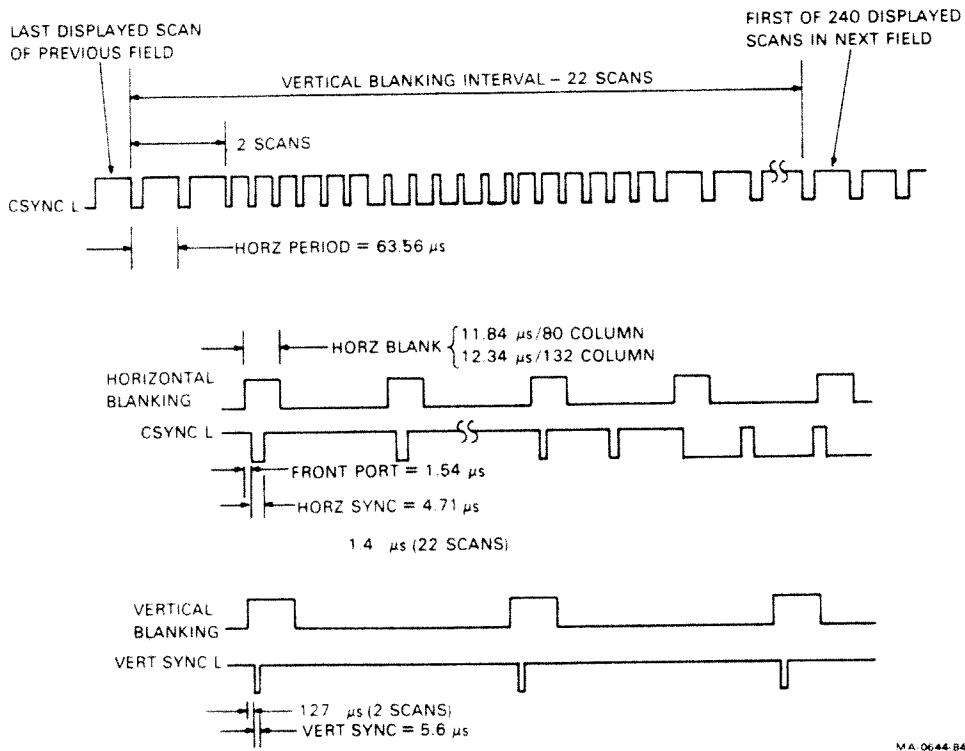 LAST DISPLAYED SCAN
OF PREVIOUS FIELD
FIRST OF 240 DISPLAYED
SCANS IN NEXT FIELD
VERTICAL BLANKING INTERVAL – 22 SCANS
2 SCANS
CSYNC L
HORZ PERIOD = 63.56 µs
HORZ BLANK { 11.84 µs/80 COLUMN
12.34 µs/132 COLUMN
HORIZONTAL
BLANKING
CSYNC L
FRONT PORT = 1.54 µs
HORZ SYNC = 4.71 µs
1.4 µs (22 SCANS)
VERTICAL
BLANKING
VERT SYNC L
127 µs (2 SCANS)
VERT SYNC = 5.6 µs
MA-0644-84